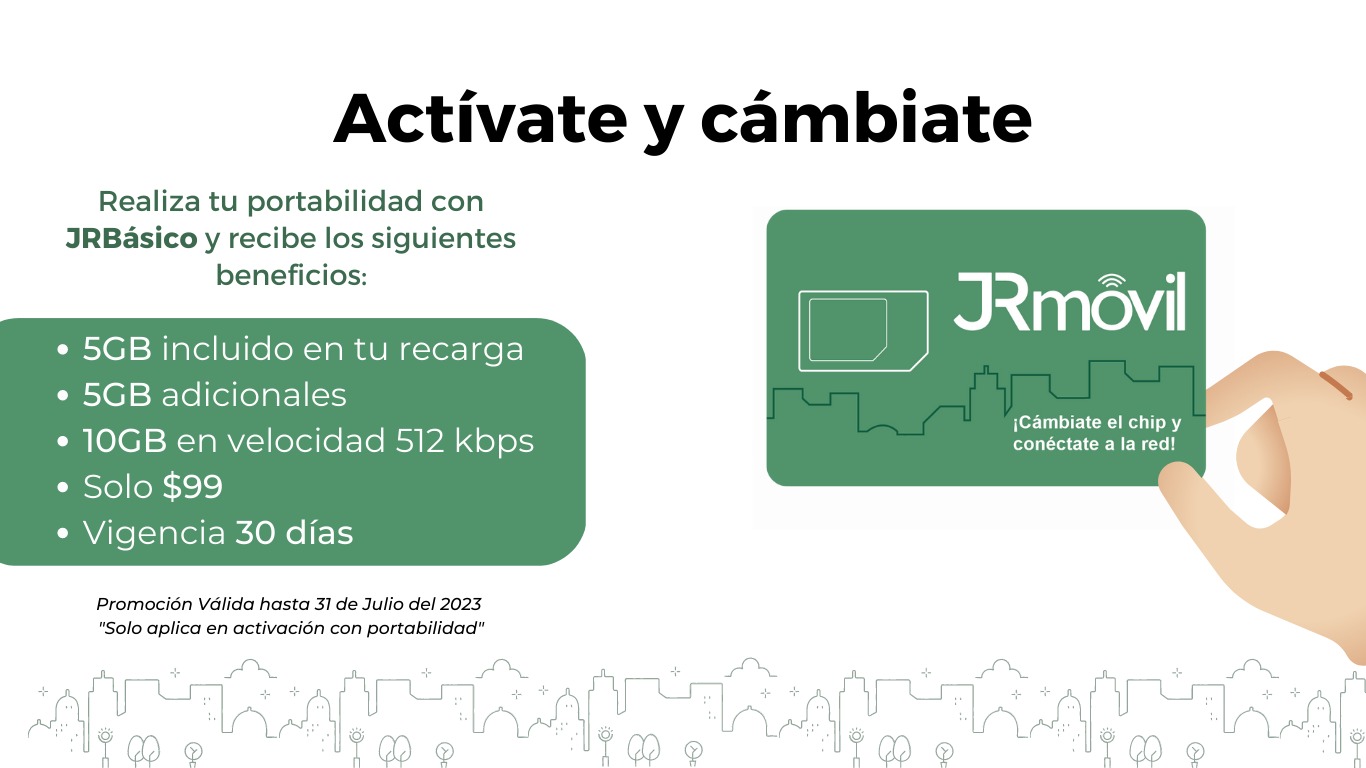 Actívate y cámbiate
Realiza tu portabilidad con
JRBásico y recibe los siguientes
beneficios:
• 5GB incluido en tu recarga
• 5GB adicionales
• 10GB en velocidad 512 kbps
• Solo $99
• Vigencia 30 días
Promoción Válida hasta 31 de Julio del 2023
"Solo aplica en activación con portabilidad"
JRmóvil
¡Cámbiate el chip y
conéctate a la red!